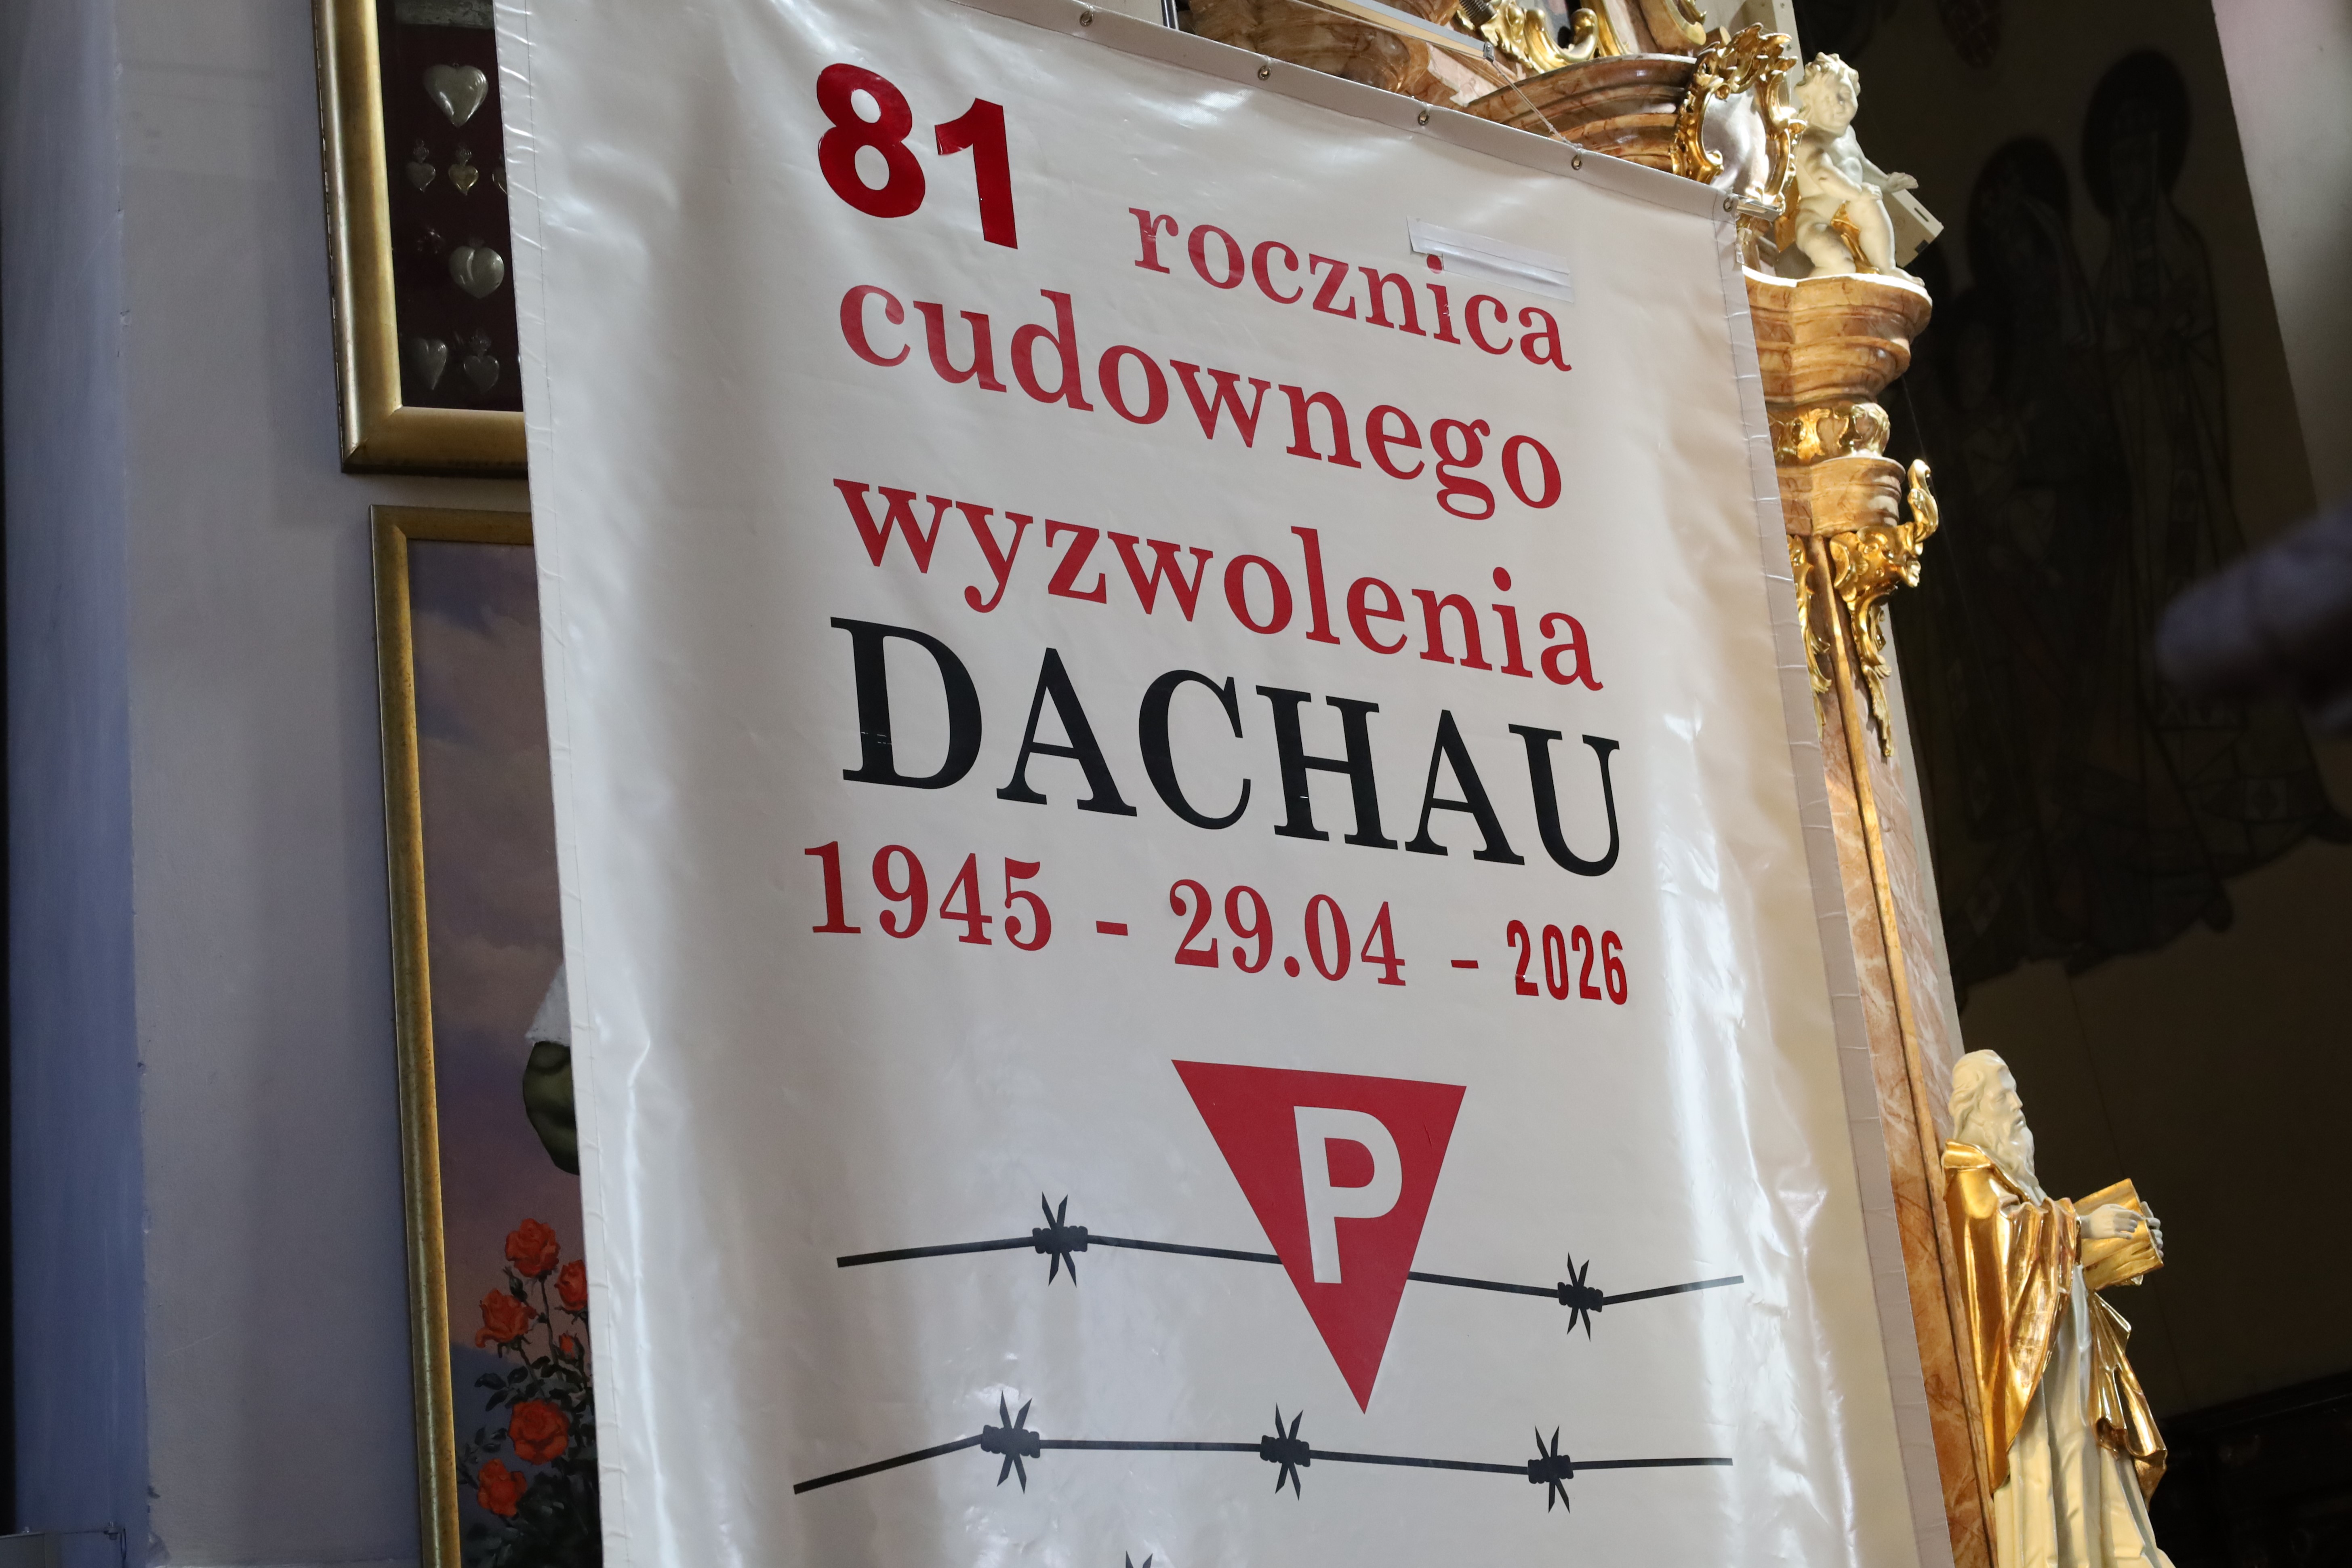 81 rocznica
cudownego
wyzwolenia
DACHAU
1945 - 29.04 - 2026
P